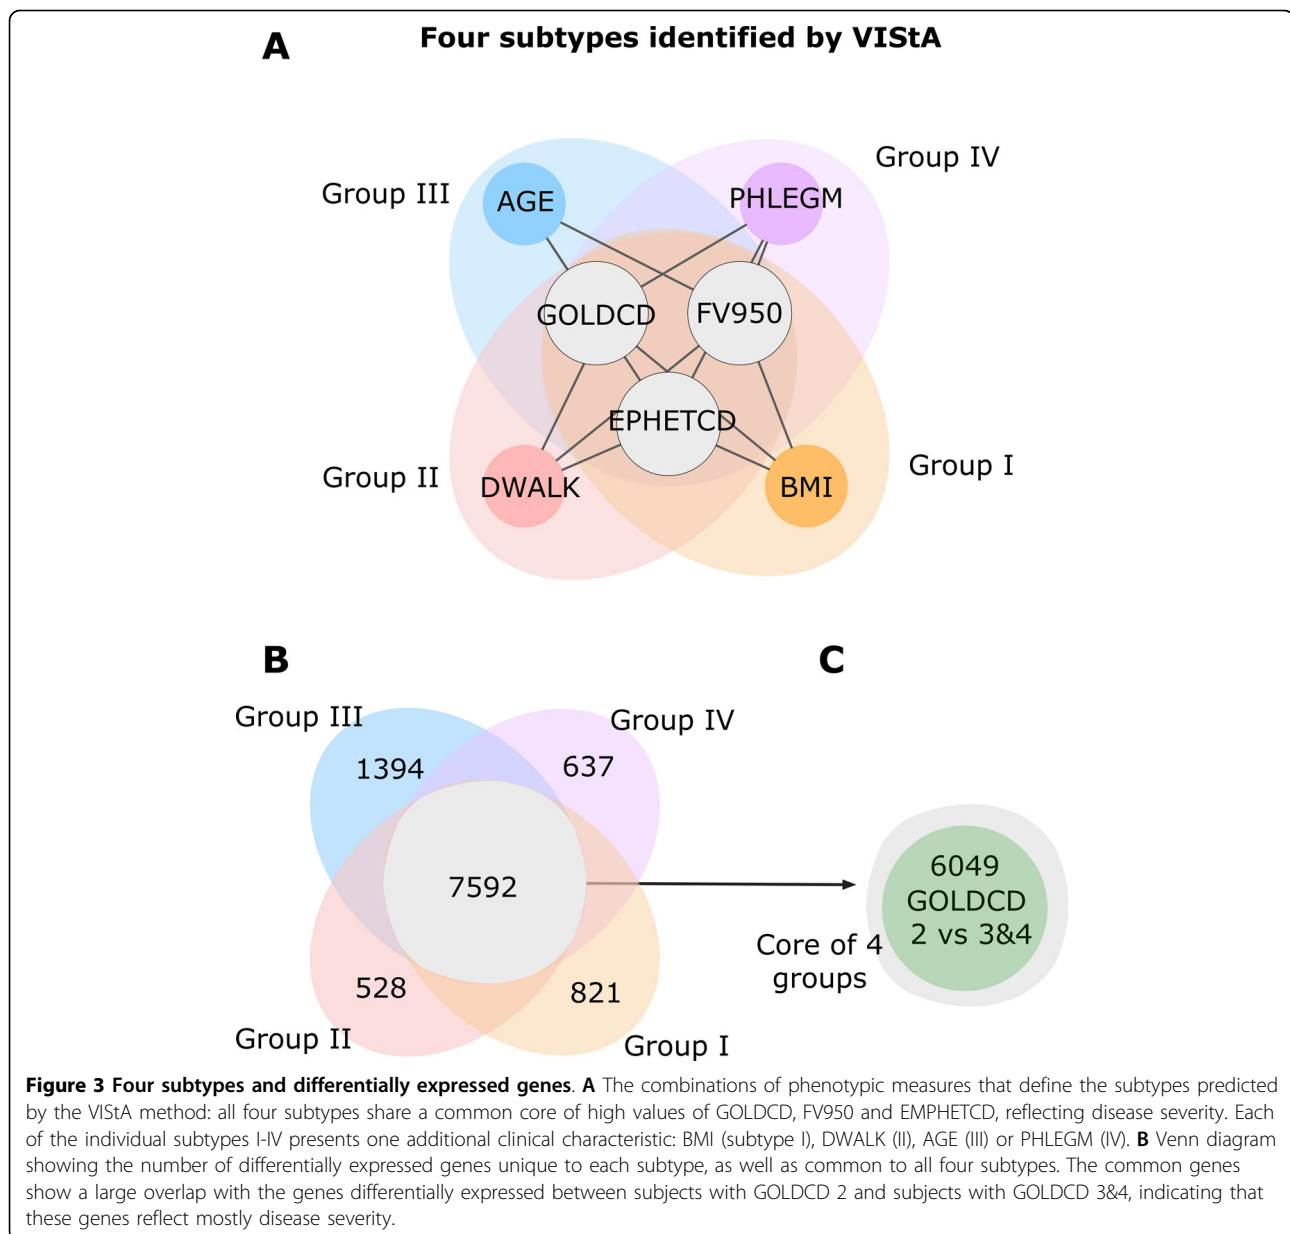 A
Four subtypes identified by VIStA
Group IV
Group III
AGE
PHLEGM
GOLDCD
FV950
EPHETCD
Group II
DWALK
BMI
Group I
B
C
Group III
Group IV
1394
637
7592
528
821
Group II
Group I
6049
GOLDCD
2 vs 3&4
Core of 4
groups
Figure 3 Four subtypes and differentially expressed genes. A The combinations of phenotypic measures that define the subtypes predicted
by the VIStA method: all four subtypes share a common core of high values of GOLDCD, FV950 and EMPHETCD, reflecting disease severity. Each
of the individual subtypes I-IV presents one additional clinical characteristic: BMI (subtype I), DWALK (II), AGE (III) or PHLEGM (IV). B Venn diagram
showing the number of differentially expressed genes unique to each subtype, as well as common to all four subtypes. The common genes
show a large overlap with the genes differentially expressed between subjects with GOLDCD 2 and subjects with GOLDCD 3&4, indicating that
these genes reflect mostly disease severity.